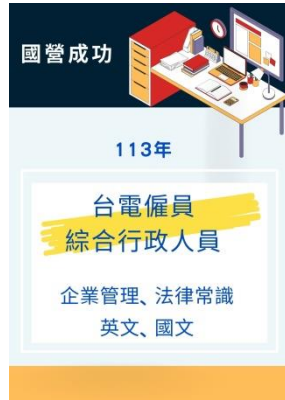 國營成功
113年
台電僱員
綜合行政人員
企業管理、法律常識
英文、國文